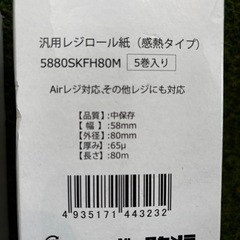 汎用レジロール紙（感熱タイプ）
5880SKFH80M 5巻入り
Airレジ対応、その他レジにも対応
【品質】:中保存
【 幅 】:58mm
【外径】:80mm
【厚み】:65μ
【長さ】:80m
4 935171 443232